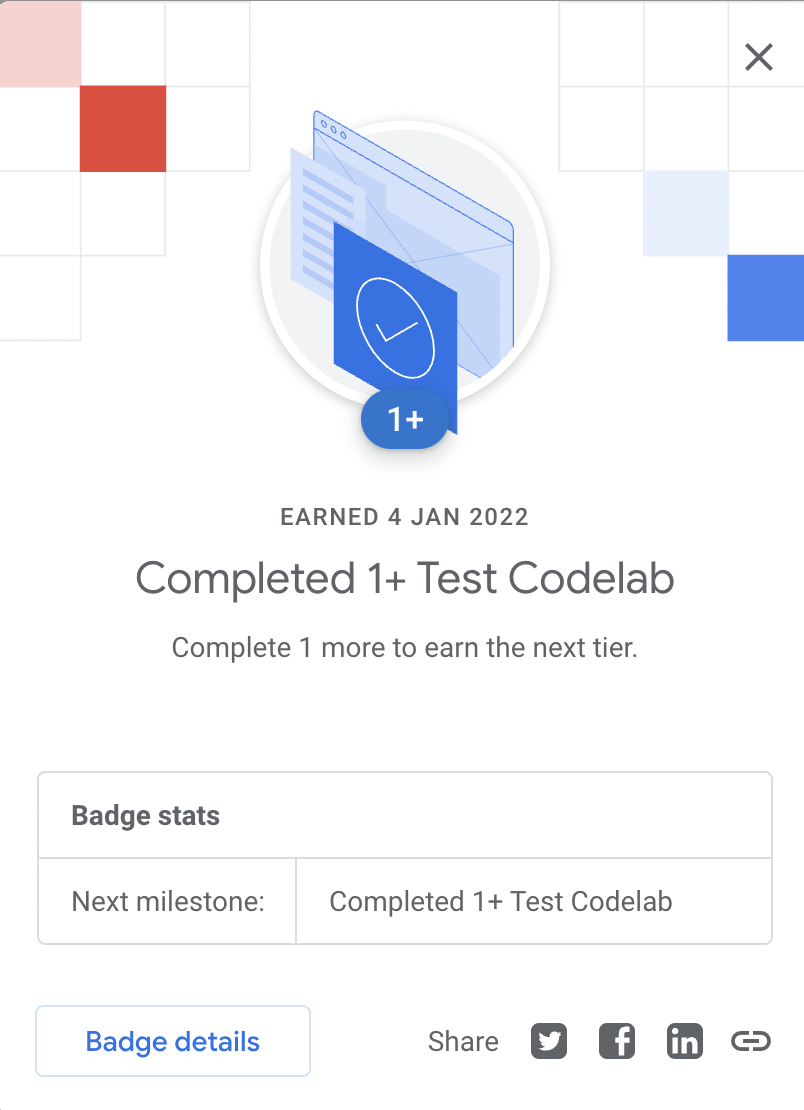 1+
EARNED 4 JAN 2022
Completed 1+ Test Codelab
Complete 1 more to earn the next tier.
Badge stats
Next milestone: Completed 1+ Test Codelab
Badge details Share in